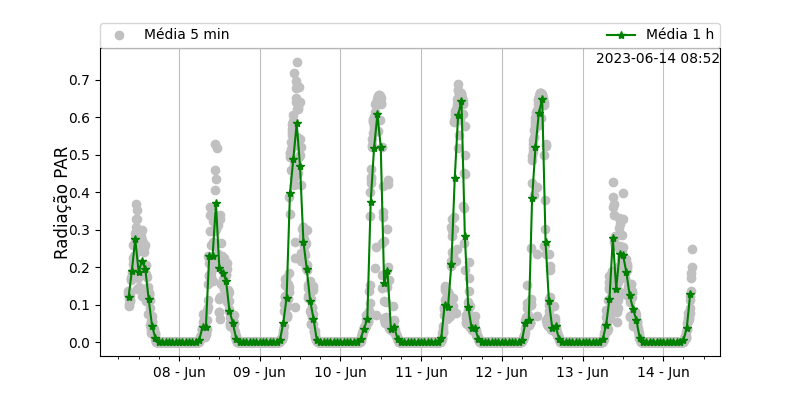 Média 5 min
Média 1 h
2023-06-14 08:52
Radiação PAR
0.7
0.6
0.5
0.4
0.3
0.2
0.1
0.0
08 - Jun
09 - Jun
10 - Jun
11 - Jun
12 - Jun
13 - Jun
14 - Jun